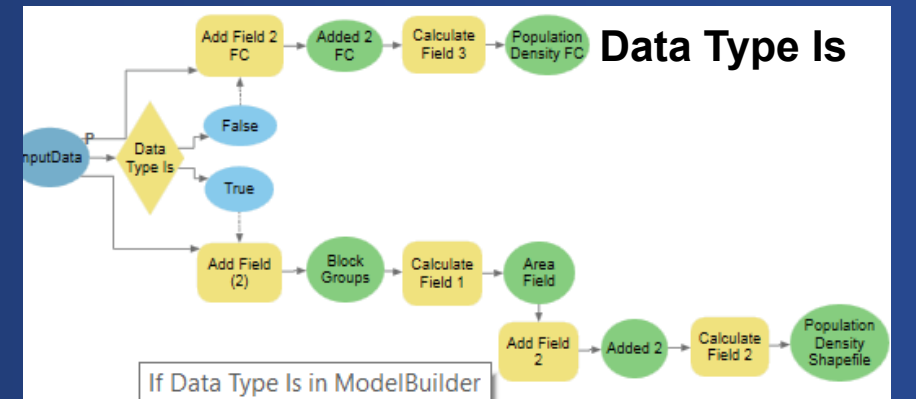 Data Type Is
Add Field 2
FC
Added 2
FC
Calculate
Field 3
Population
Density FC
P
nputData
Data
Type Is
False
True
Add Field
(2)
Block
Groups
Calculate
Field 1
Area
Field
Add Field
2
Added 2
Calculate
Field 2
Population
Density
Shapefile
If Data Type Is in ModelBuilder